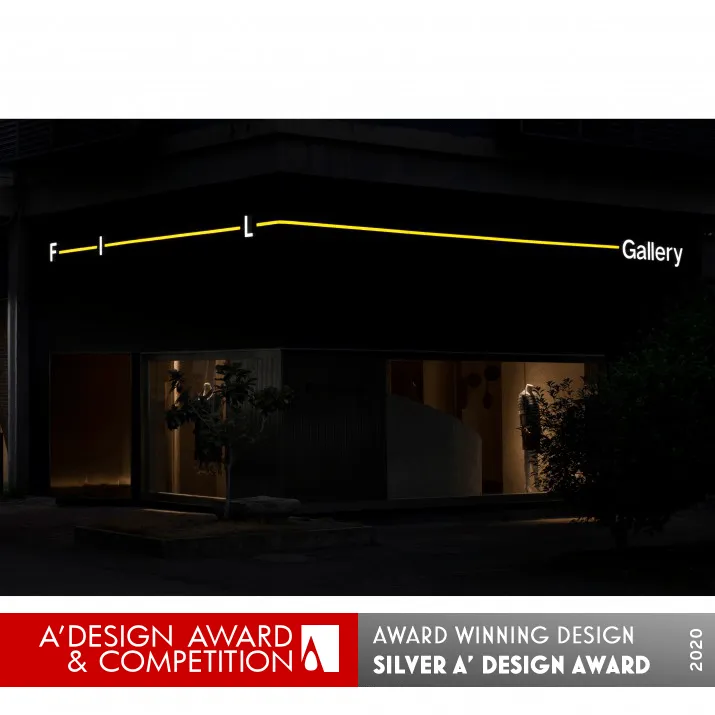 F I L Gallery
A'DESIGN AWARD
& COMPETITION
AWARD WINNING DESIGN
SILVER A' DESIGN AWARD
2020